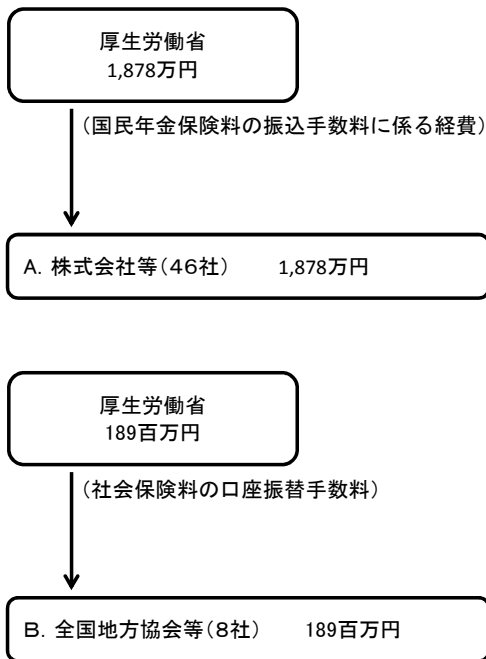 厚生労働省
1,878万円
（国民年金保険料の振込手数料に係る経費）
A. 株式会社等（４６社）　1,878万円
厚生労働省
189百万円
（社会保険料の口座振替手数料）
B. 全国地方協会等（８社）　189百万円